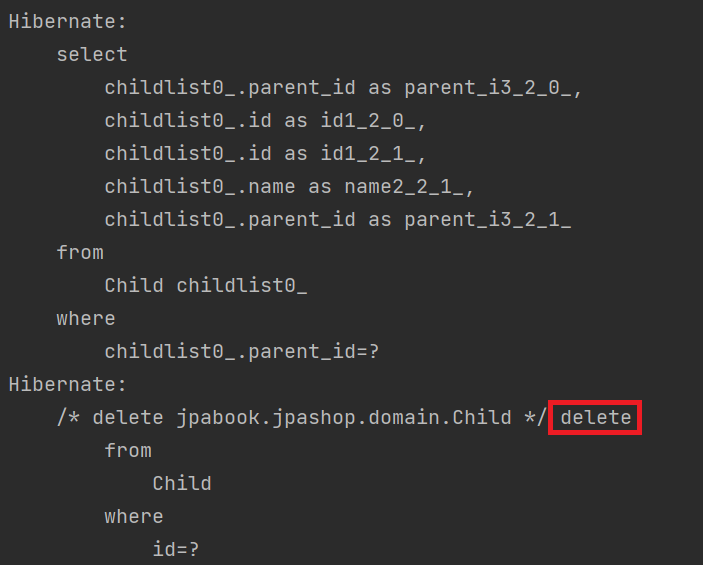 Hibernate:
    select
        childlist0_.parent_id as parent_i3_2_0_,
        childlist0_.id as id1_2_0_,
        childlist0_.id as id1_2_1_,
        childlist0_.name as name2_2_1_,
        childlist0_.parent_id as parent_i3_2_1_
    from
        Child childlist0_
    where
        childlist0_.parent_id=?
Hibernate:
    /* delete jpabook.jpashop.domain.Child */ delete
        from
            Child
        where
            id=?